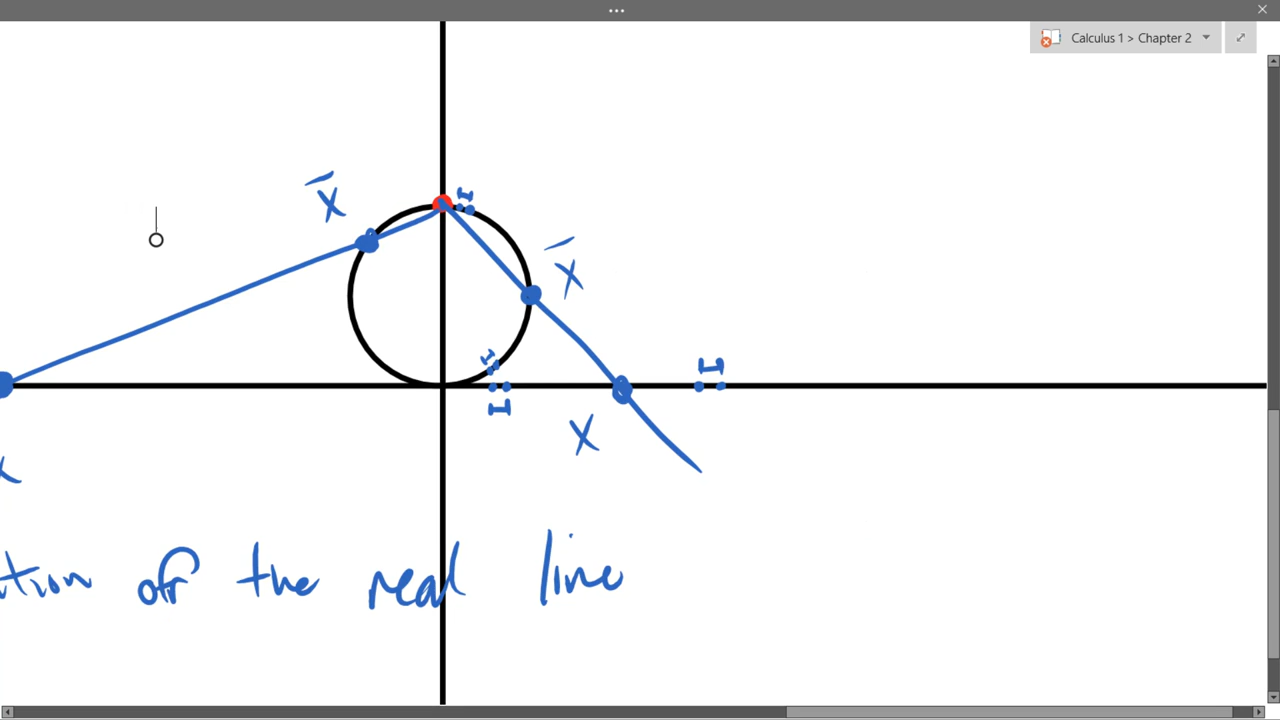 Calculus 1 > Chapter 2
x̄
I
x̄
I
I
I
x
x
tion of the real line